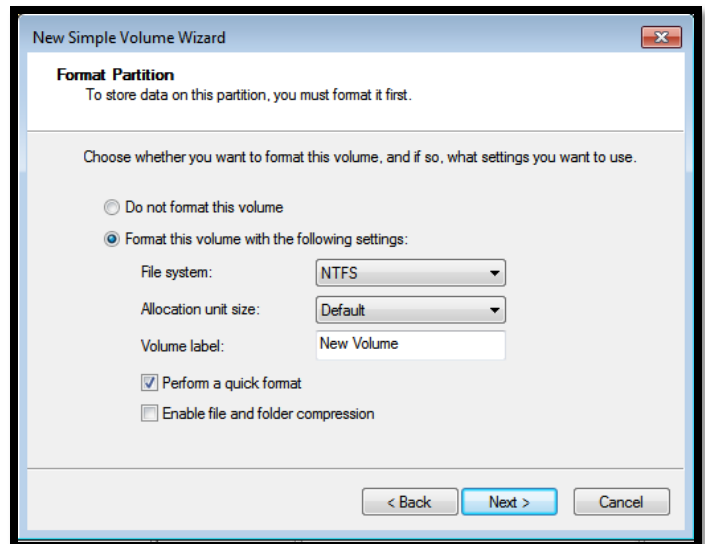 New Simple Volume Wizard
Format Partition
To store data on this partition, you must format it first.
Choose whether you want to format this volume, and if so, what settings you want to use.
Do not format this volume
Format this volume with the following settings:
File system: NTFS
Allocation unit size: Default
Volume label: New Volume
Perform a quick format
Enable file and folder compression
< Back Next > Cancel